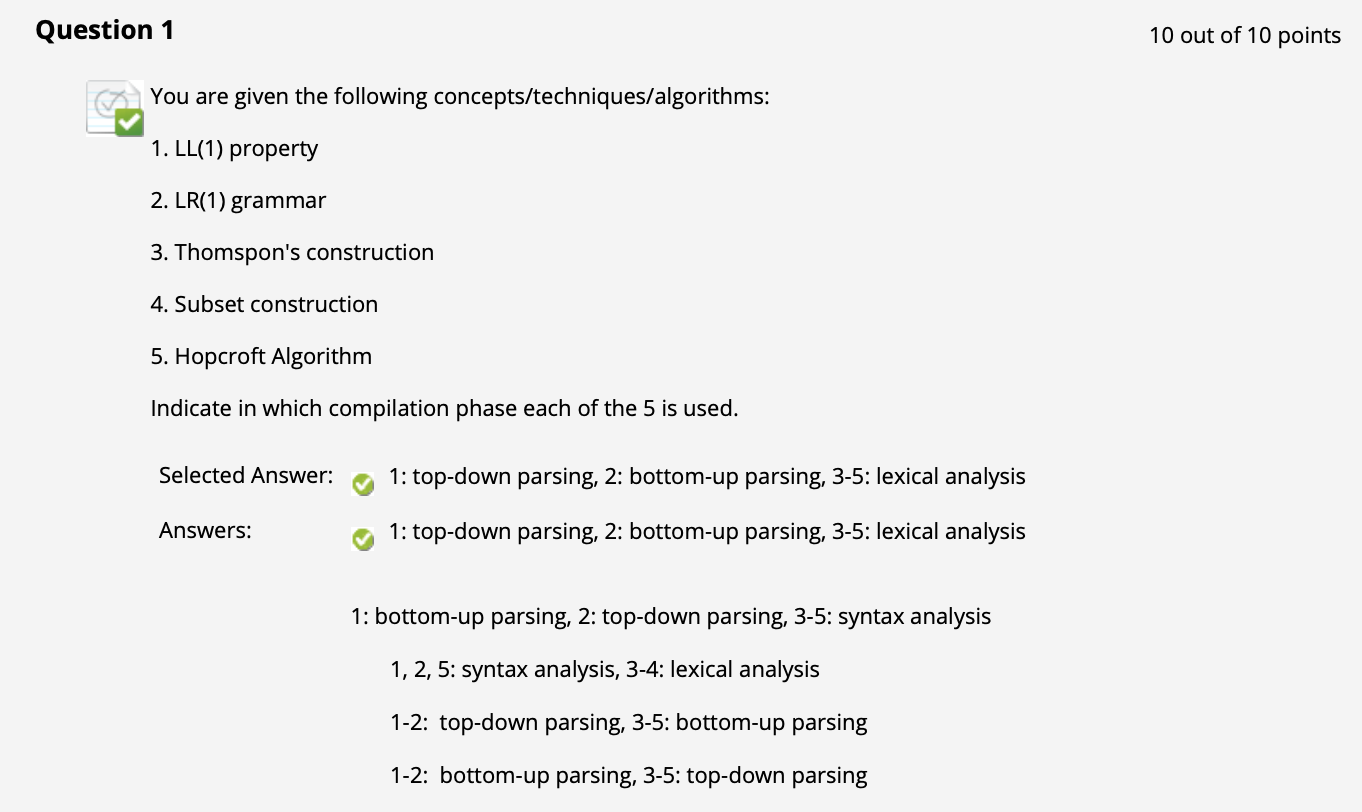 Question 1
10 out of 10 points
You are given the following concepts/techniques/algorithms:
1. LL(1) property
2. LR(1) grammar
3. Thomspon's construction
4. Subset construction
5. Hopcroft Algorithm
Indicate in which compilation phase each of the 5 is used.
Selected Answer: 1: top-down parsing, 2: bottom-up parsing, 3-5: lexical analysis
Answers: 1: top-down parsing, 2: bottom-up parsing, 3-5: lexical analysis
1: bottom-up parsing, 2: top-down parsing, 3-5: syntax analysis
1, 2, 5: syntax analysis, 3-4: lexical analysis
1-2:  top-down parsing, 3-5: bottom-up parsing
1-2:  bottom-up parsing, 3-5: top-down parsing